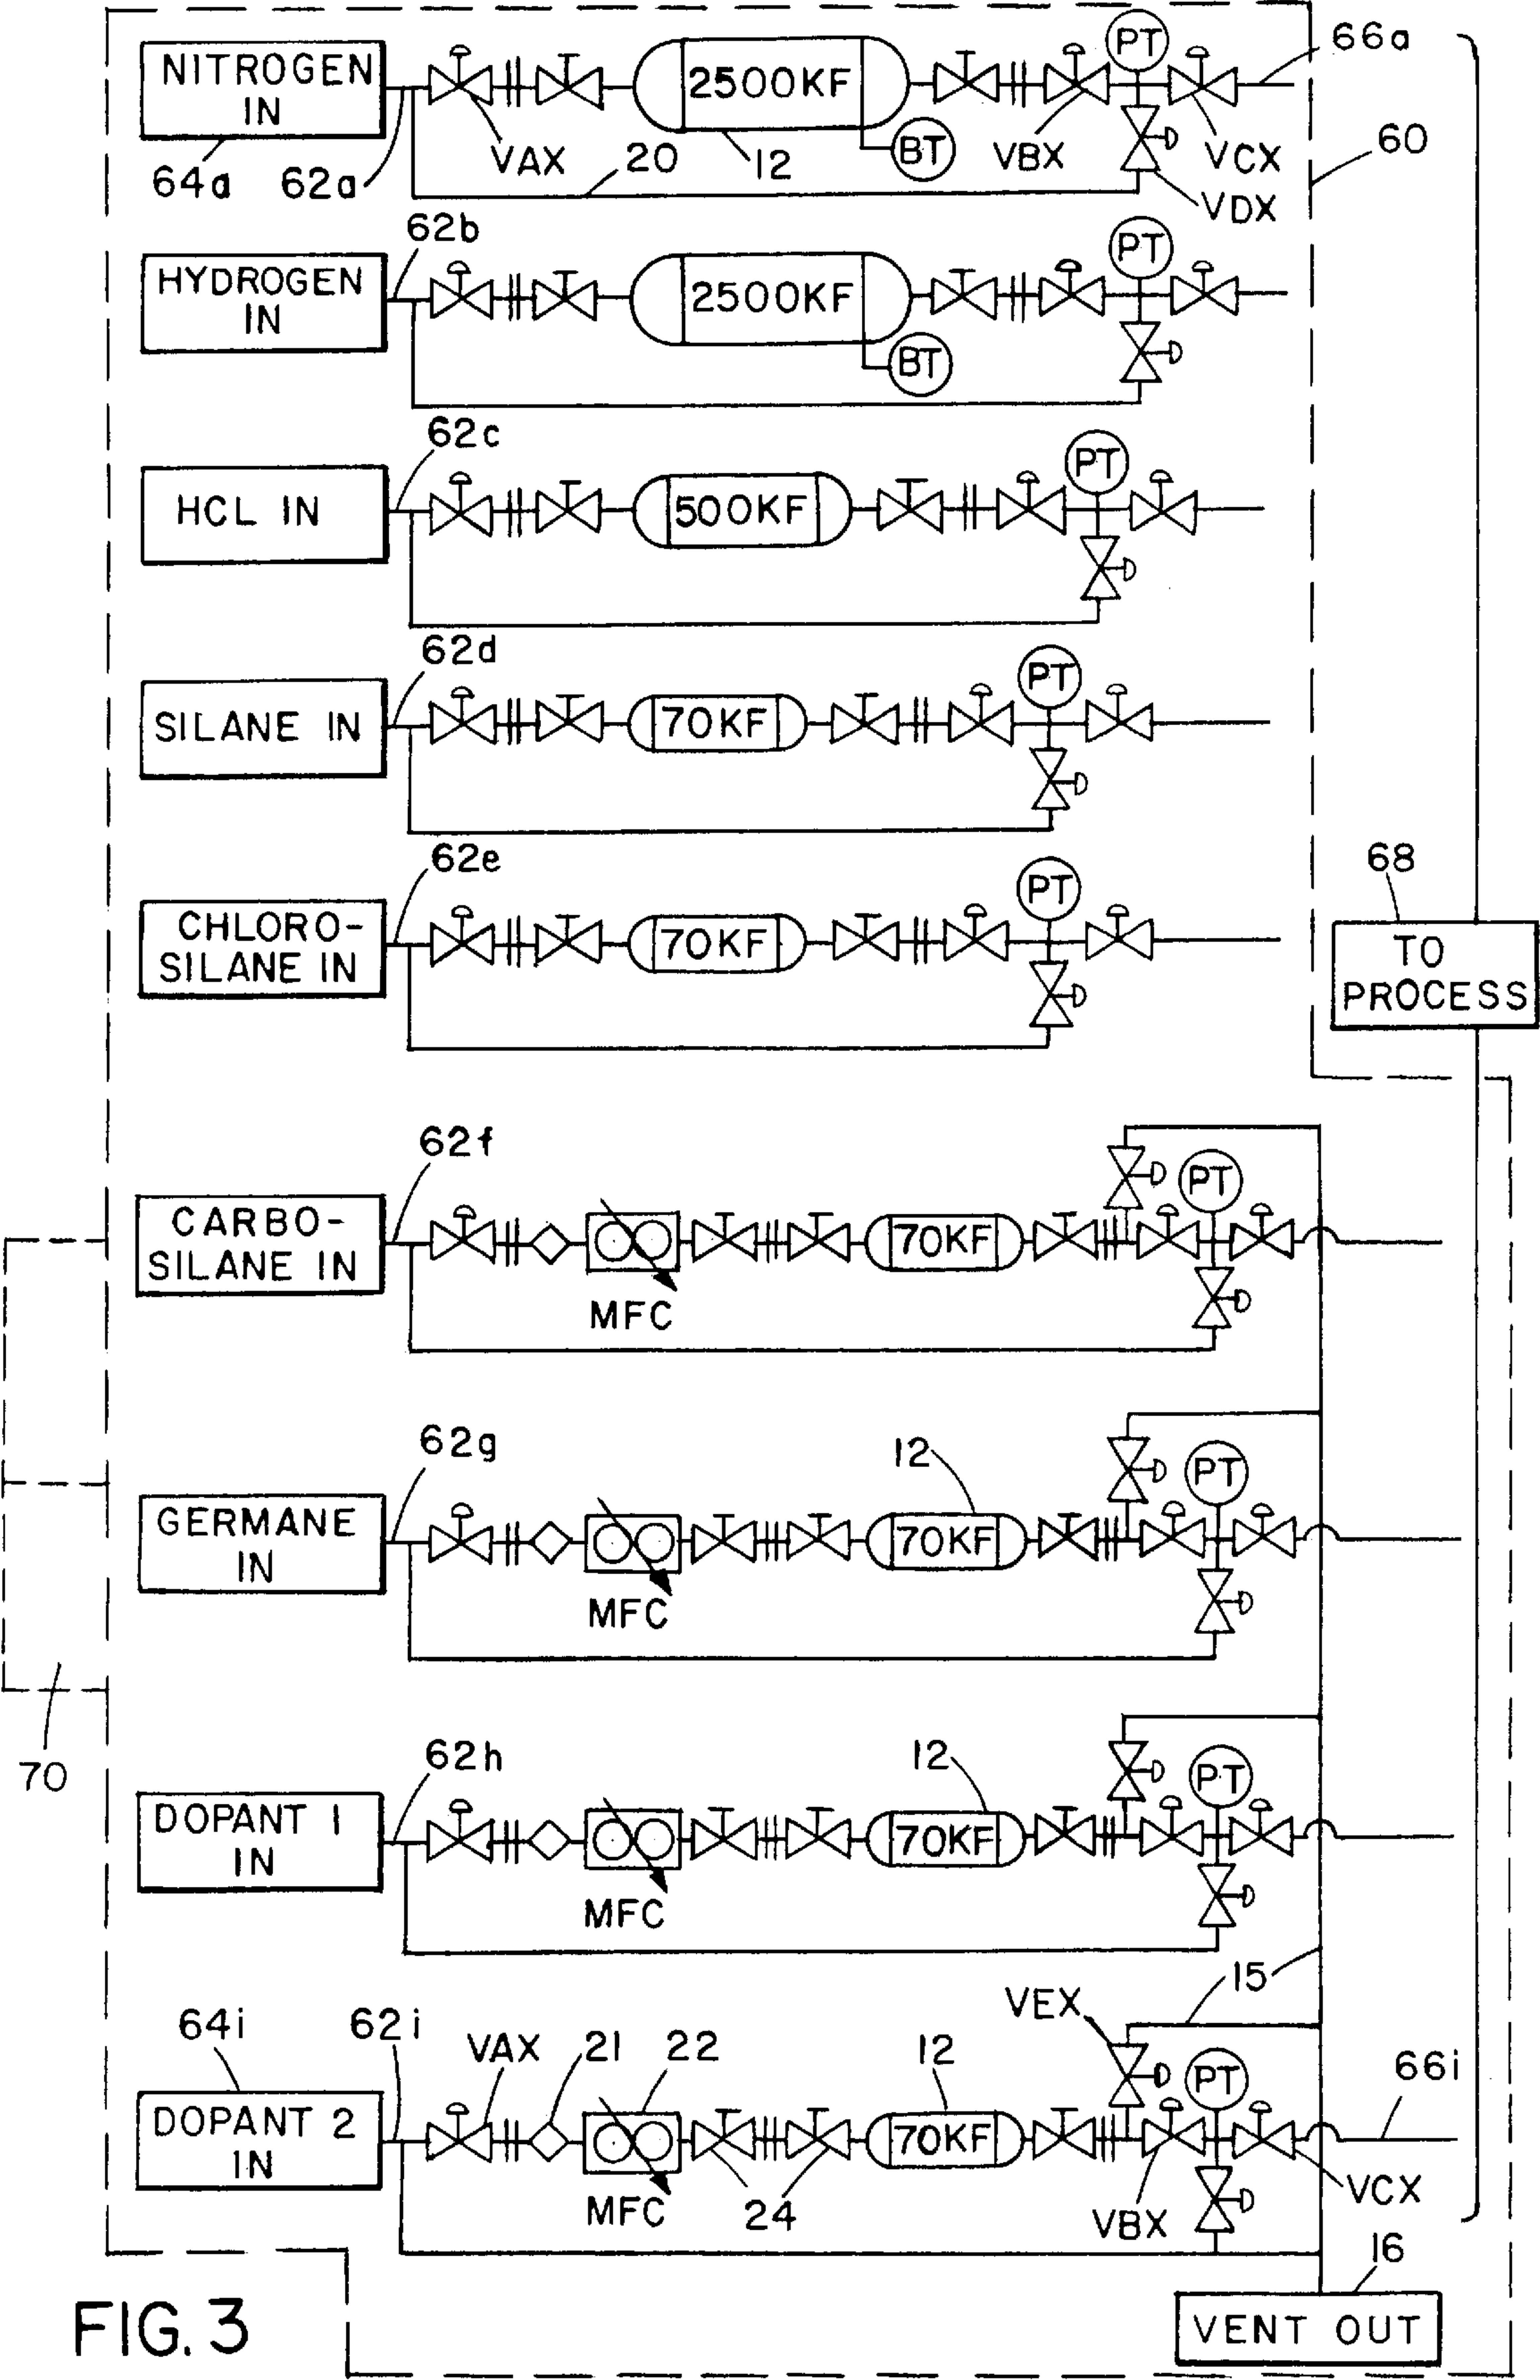 PT
66a
NITROGEN
IN
2500KF
BT
60
64a
62a
VAX
20
12
VBX
VCX
VDX
62b
PT
HYDROGEN
IN
2500KF
BT
62c
PT
HCL IN
500KF
62d
PT
SILANE IN
70KF
62e
PT
68
CHLORO-
SILANE IN
70KF
TO
PROCESS
62f
PT
CARBO-
SILANE IN
70KF
MFC
62g
12
PT
GERMANE
IN
70KF
MFC
62h
12
PT
70
DOPANT 1
IN
70KF
MFC
15
VEX
64i
62i
VAX
21
22
12
PT
66i
DOPANT 2
IN
70KF
MFC
24
VBX
VCX
16
FIG. 3
VENT OUT